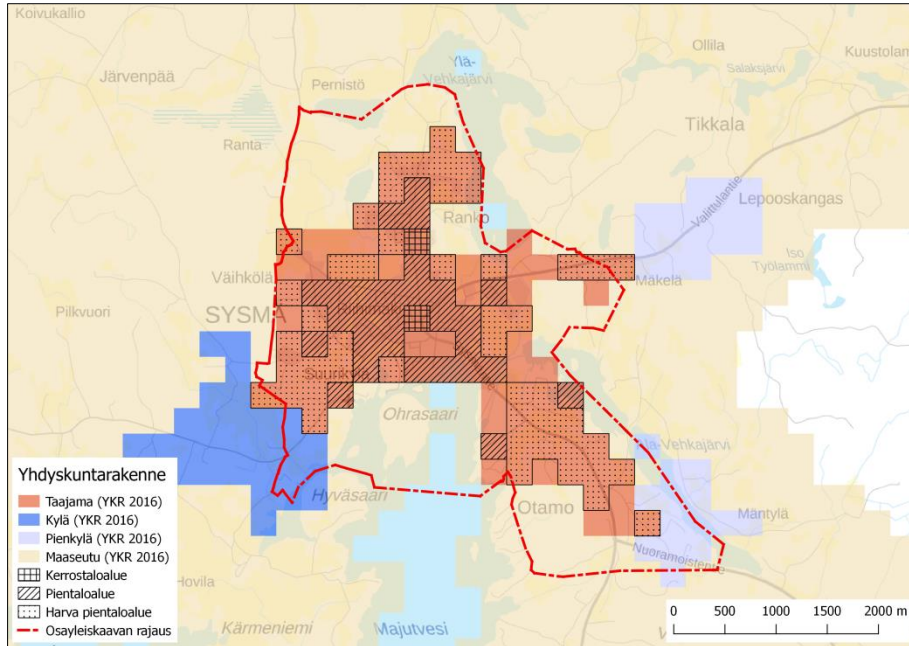 Koivukallio
Järvenpää
Pernistö
Ylä-
Vehkajärvi
Ollila
Salaksjärvi
Kuustolan
Tikkala
Ranta
Ranko
Valittulantie
Lepooskangas
Iso
Työlammi
Väihkölä
Mäkelä
Pilkvuori
SYSMÄ
Ohrasaari
Ala-Vehkajärvi
Hyväsaari
Otamo
Mäntylä
Nuoramoistentie
Hovila
Kärmeniemi
Majutvesi
Yhdyskuntarakenne
Taajama (YKR 2016)
Kylä (YKR 2016)
Pienkylä (YKR 2016)
Maaseutu (YKR 2016)
Kerrostaloalue
Pientaloalue
Harva pientaloalue
Osayleiskaavan rajaus
0 500 1000 1500 2000 m